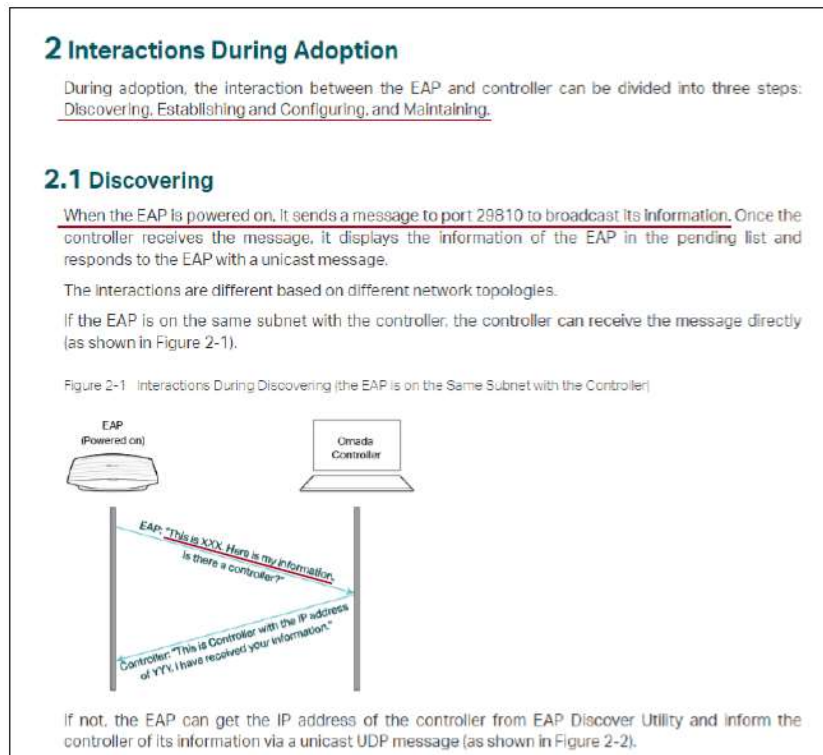 2 Interactions During Adoption
During adoption, the interaction between the EAP and controller can be divided into three steps:
Discovering, Establishing and Configuring, and Maintaining.
2.1 Discovering
When the EAP is powered on, it sends a message to port 29810 to broadcast its information. Once the
controller receives the message, it displays the information of the EAP in the pending list and
responds to the EAP with a unicast message.
The interactions are different based on different network topologies.
If the EAP is on the same subnet with the controller, the controller can receive the message directly
(as shown in Figure 2-1).
Figure 2-1 Interactions During Discovering (the EAP is on the Same Subnet with the Controller)
EAP
(Powered on)
Omada
Controller
EAP: "This is XXX. Here is my information.
Is there a controller?"
Controller: "This is Controller with the IP address
of YYY. I have received your information."
If not, the EAP can get the IP address of the controller from EAP Discover Utility and inform the
controller of its information via a unicast UDP message (as shown in Figure 2-2).